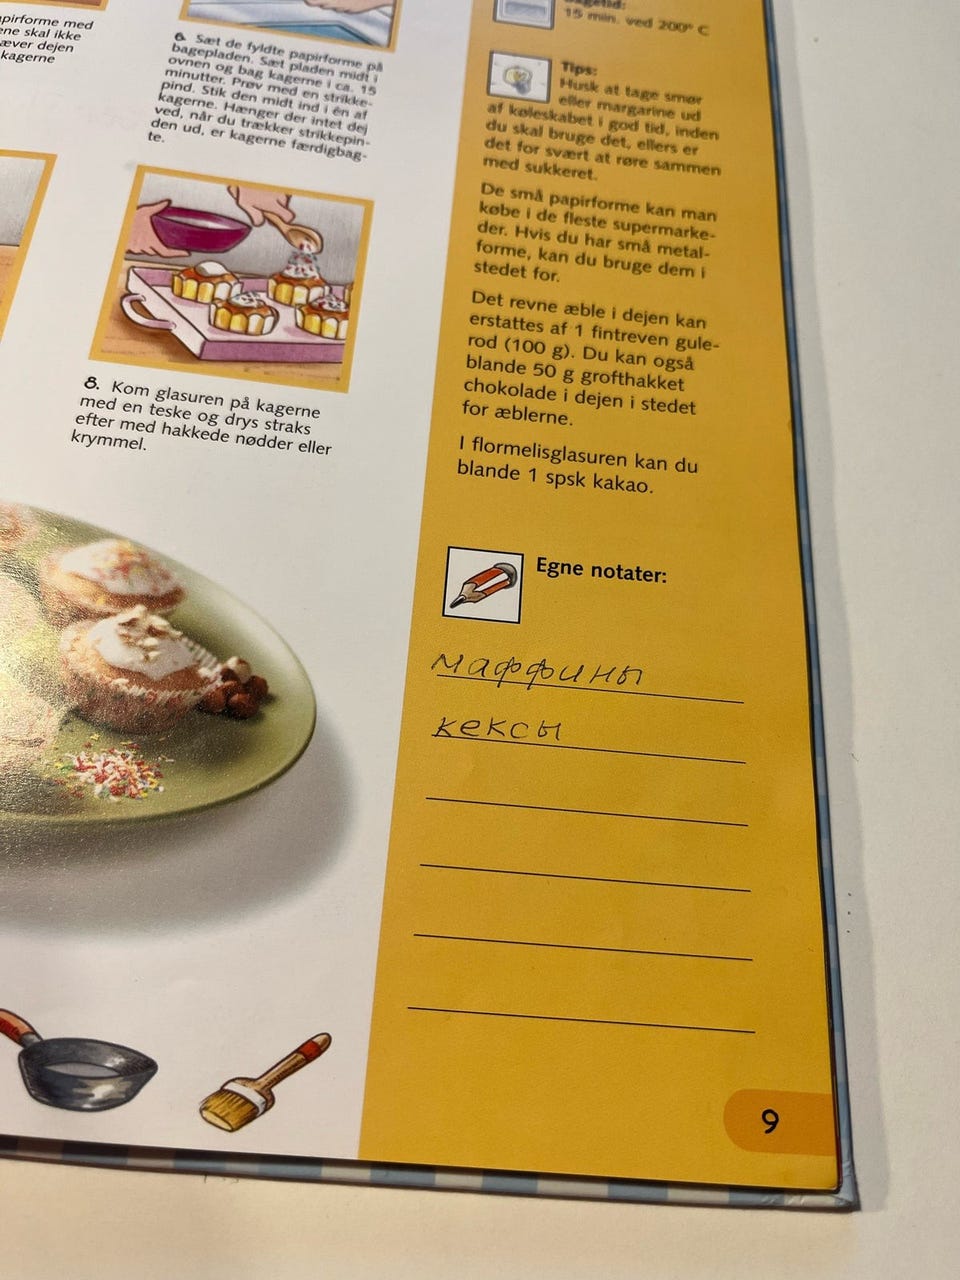 apirforme med
ene skal ikke
æver dejen
kagerne
6. Sæt de fyldte papirforme på
bagepladen. Sæt pladen midt i
ovnen og bag kagerne i ca. 15
minutter. Prøv med en strikke-
pind. Stik den midt ind i én af
kagerne. Hænger der intet dej
ved, når du trækker strikkepin-
den ud, er kagerne færdigbag-
te.
8. Kom glasuren på kagerne
med en teske og drys straks
efter med hakkede nødder eller
krymmel.
Bagetid:
15 min. ved 200° C
Tips:
Husk at tage smør
eller margarine ud
af køleskabet i god tid, inden
du skal bruge det, ellers er
det for svært at røre sammen
med sukkeret.
De små papirforme kan man
købe i de fleste supermarke-
der. Hvis du har små metal-
forme, kan du bruge dem i
stedet for.
Det revne æble i dejen kan
erstattes af 1 fintreven gule-
rod (100 g). Du kan også
blande 50 g grofthakket
chokolade i dejen i stedet
for æblerne.
I flormelisglasuren kan du
blande 1 spsk kakao.
Egne notater:
маффины
кексы
9